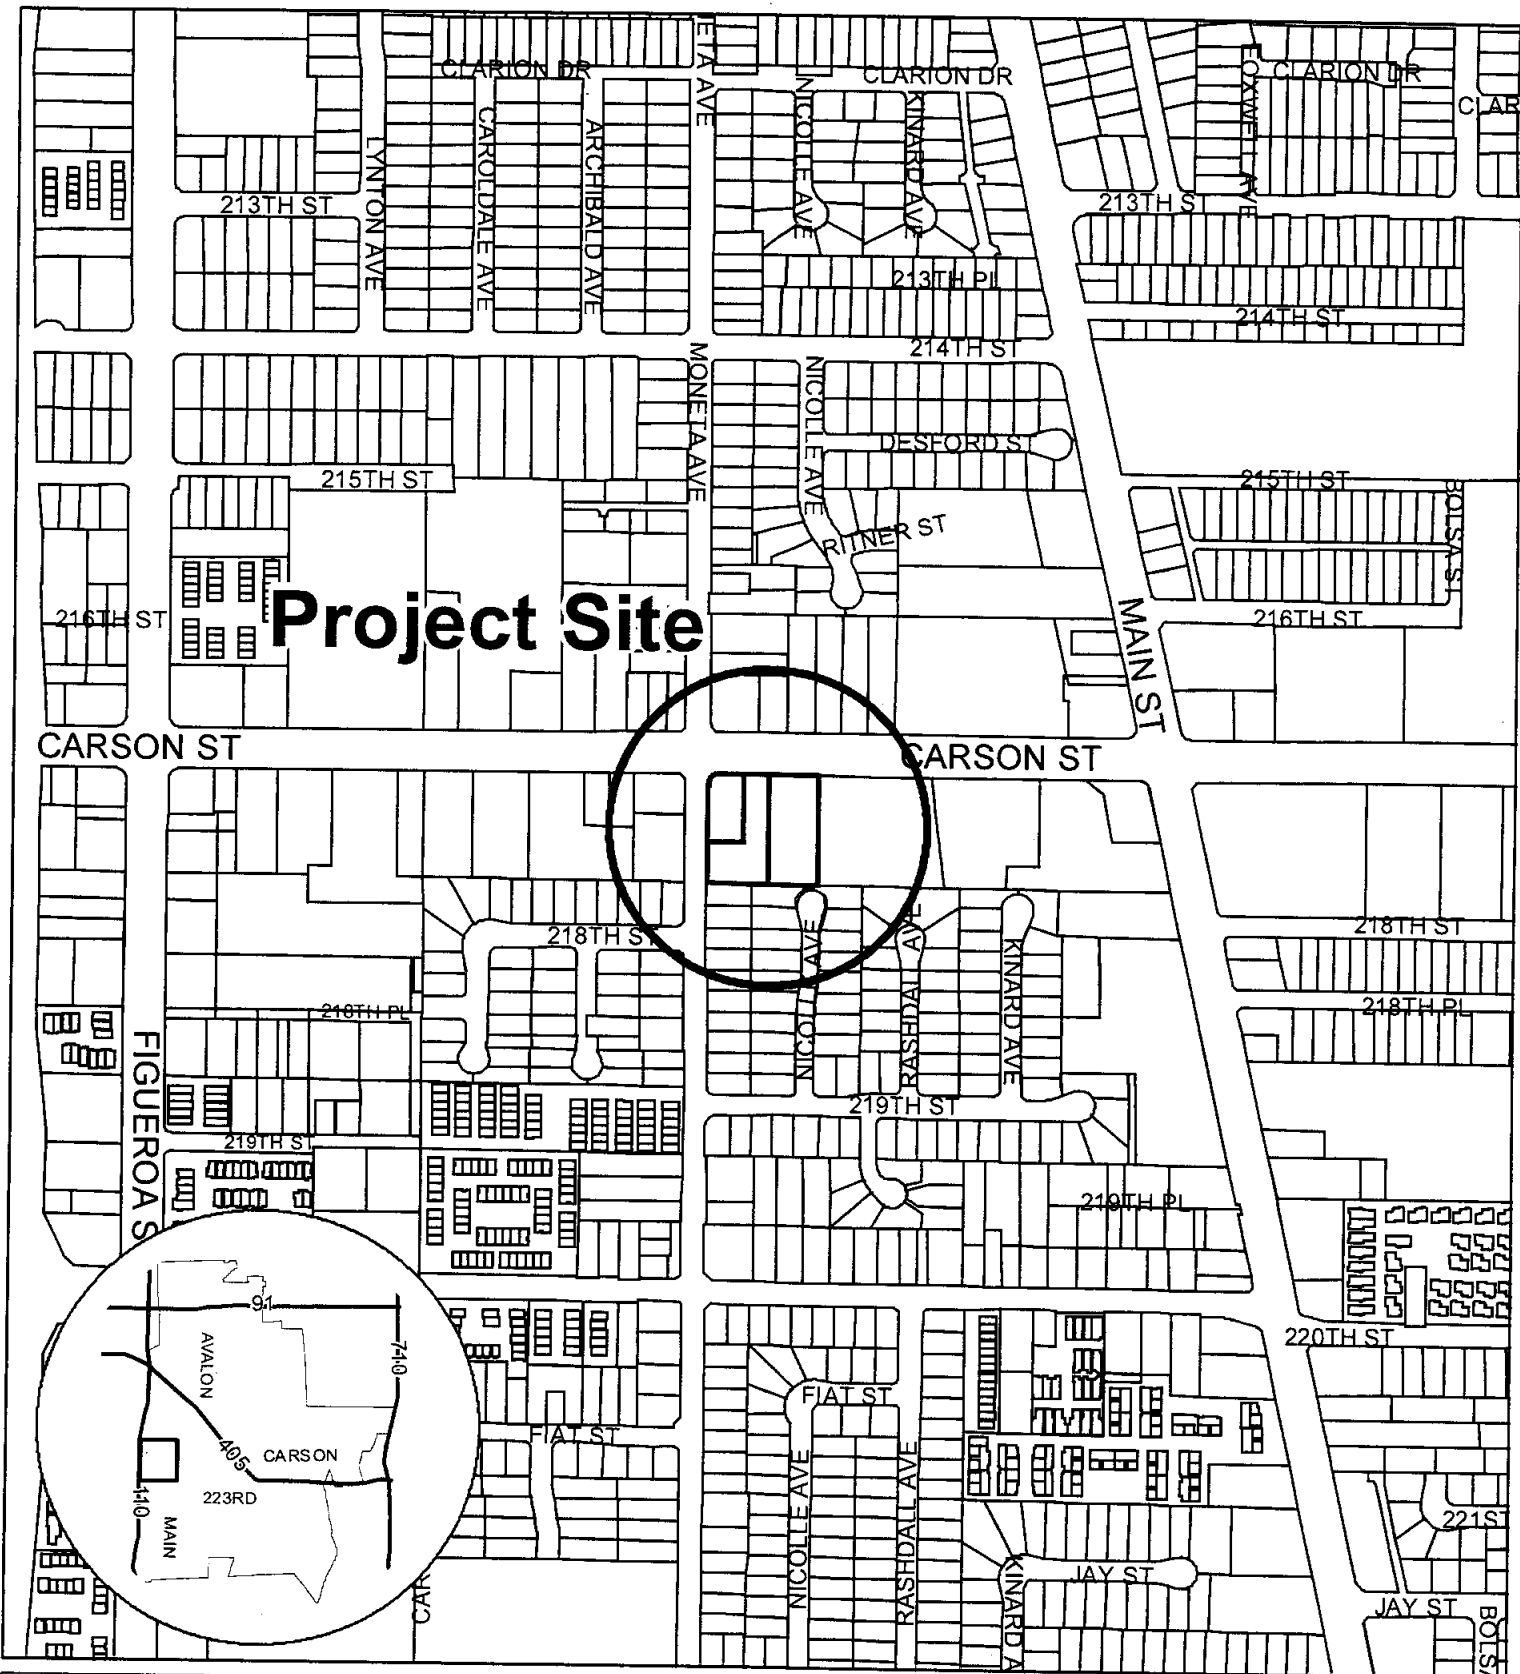 CLARION DR
CLARION DR
CLARION DR
CLAR
ETA AVE
NICOLLE AVE
KINARD AVE
FOXWELL AVE
LYNTON AVE
CAROLDALE AVE
ARCHIBALD AVE
213TH ST
213TH ST
213TH PL
214TH ST
214TH ST
MONETA AVE
NICOLLE AVE
DESFORD ST
215TH ST
215TH ST
BOLSA ST
RITNER ST
216TH ST
Project Site
216TH ST
MAIN ST
CARSON ST
CARSON ST
218TH ST
218TH ST
NICOLLE AVE
RASHDALL AVE
KINARD AVE
218TH PL
218TH PL
FIGUEROA S
219TH ST
219TH ST
219TH PL
91
AVALON
710
405
CARSON
223RD
110
MAIN
220TH ST
FIAT ST
FIAT ST
NICOLLE AVE
RASHDALL AVE
KINARD A
221ST
JAY ST
JAY ST
CAR
BOLSA